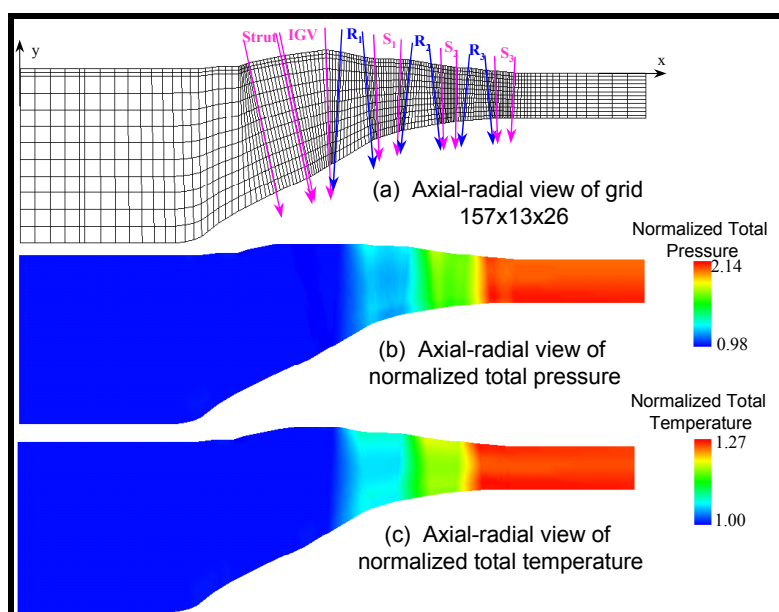 y
Strut IGV R1 S1 R2 S2 R3 S3
x
(a) Axial-radial view of grid
157x13x26
Normalized Total
Pressure
2.14
0.98
(b) Axial-radial view of
normalized total pressure
Normalized Total
Temperature
1.27
1.00
(c) Axial-radial view of
normalized total temperature